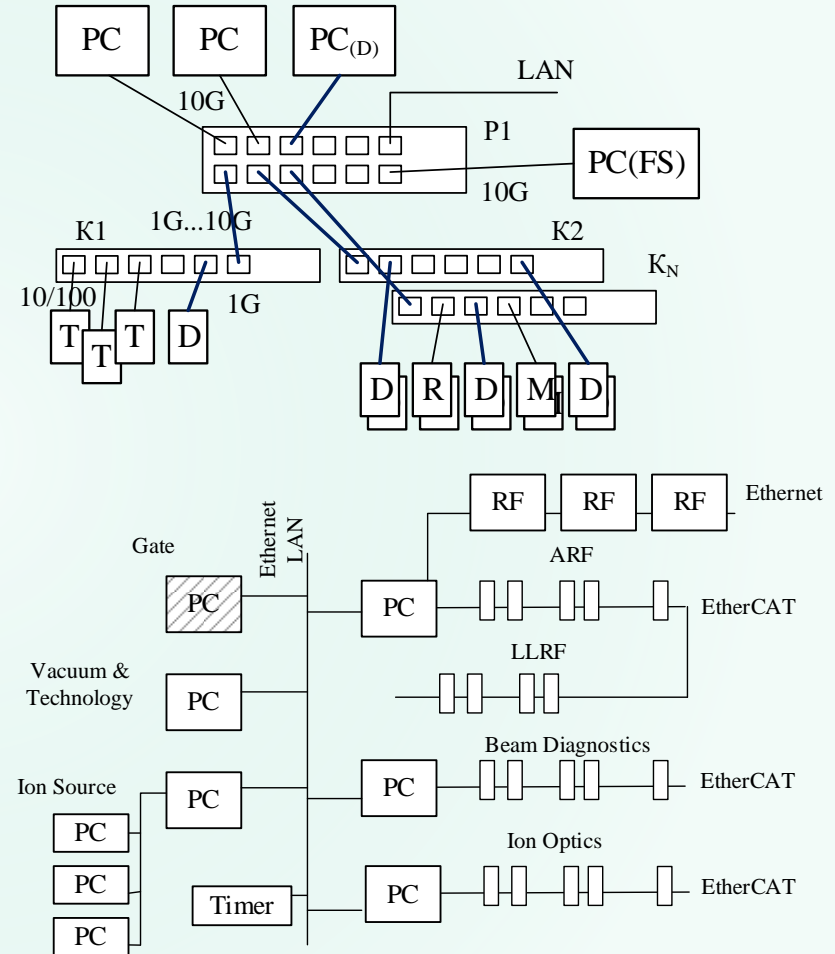 PC
PC
PC(D)
LAN
10G
P1
PC(FS)
10G
1G...10G
К1
К2
KN
10/100
1G
T
T
T
D
D
R
D
M
D
Ethernet
LAN
RF
RF
RF
Ethernet
Gate
ARF
PC
PC
EtherCAT
LLRF
Vacuum &
Technology
PC
Beam Diagnostics
Ion Source
PC
PC
EtherCAT
PC
Ion Optics
PC
PC
EtherCAT
Timer
PC